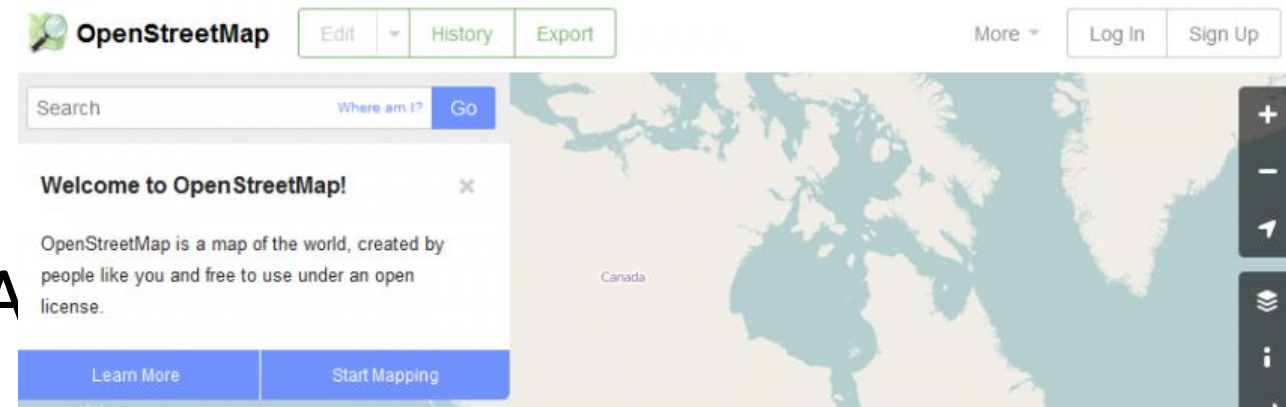 OpenStreetMap Edit History Export More Log In Sign Up
Search Where am I? Go
Welcome to OpenStreetMap!
OpenStreetMap is a map of the world, created by
people like you and free to use under an open
license.
Learn More Start Mapping
Canada
A